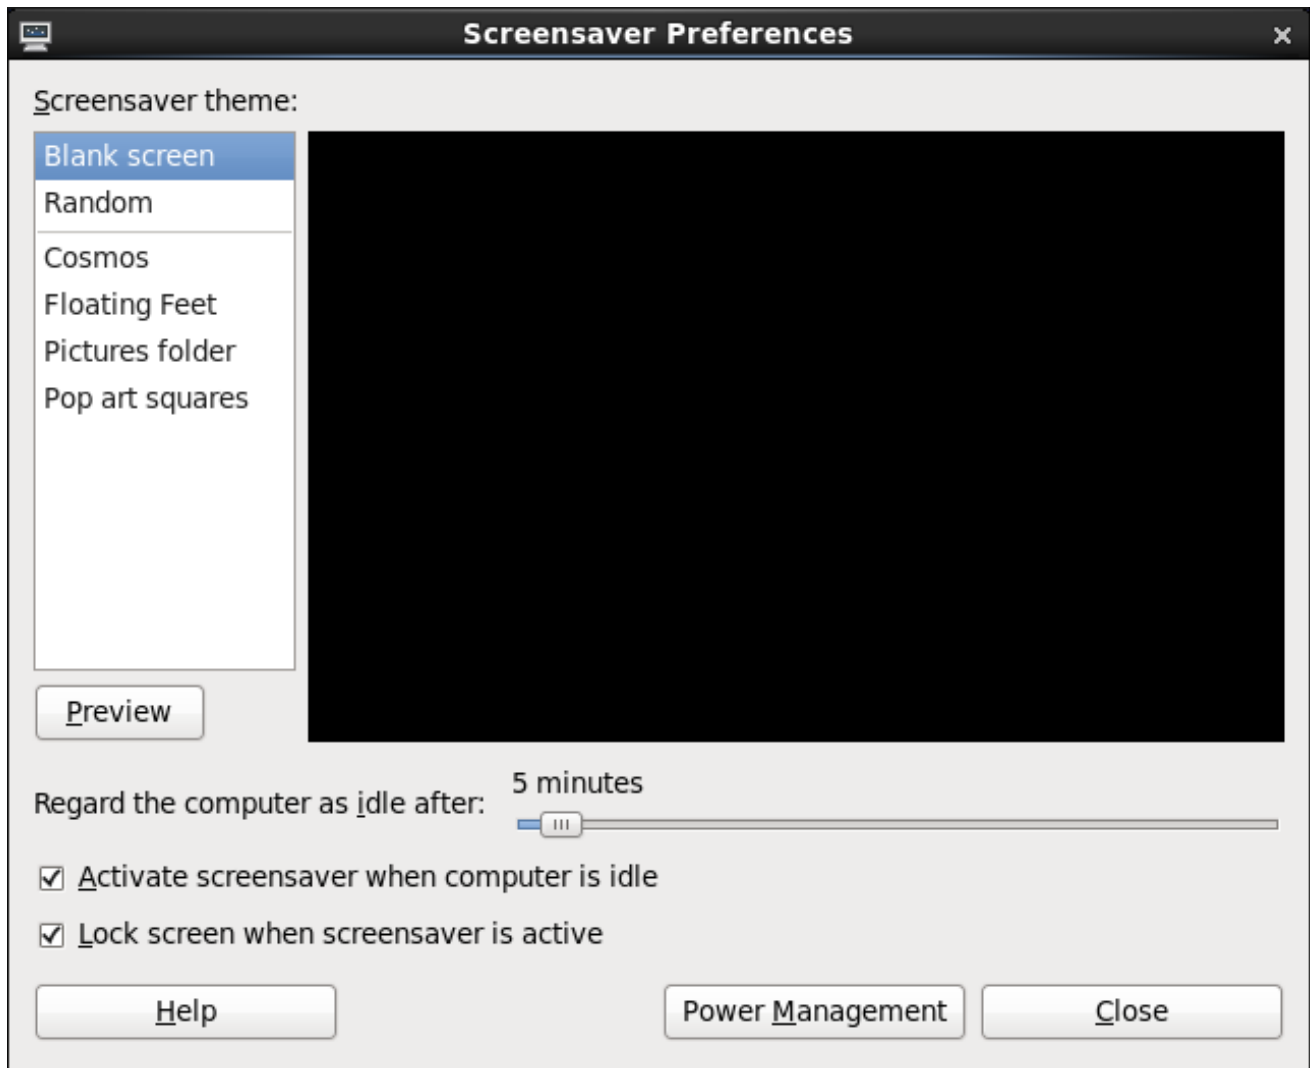 Screensaver Preferences
Screensaver theme:
Blank screen
Random
Cosmos
Floating Feet
Pictures folder
Pop art squares
Preview
5 minutes
Regard the computer as idle after:
Activate screensaver when computer is idle
Lock screen when screensaver is active
Help
Power Management
Close